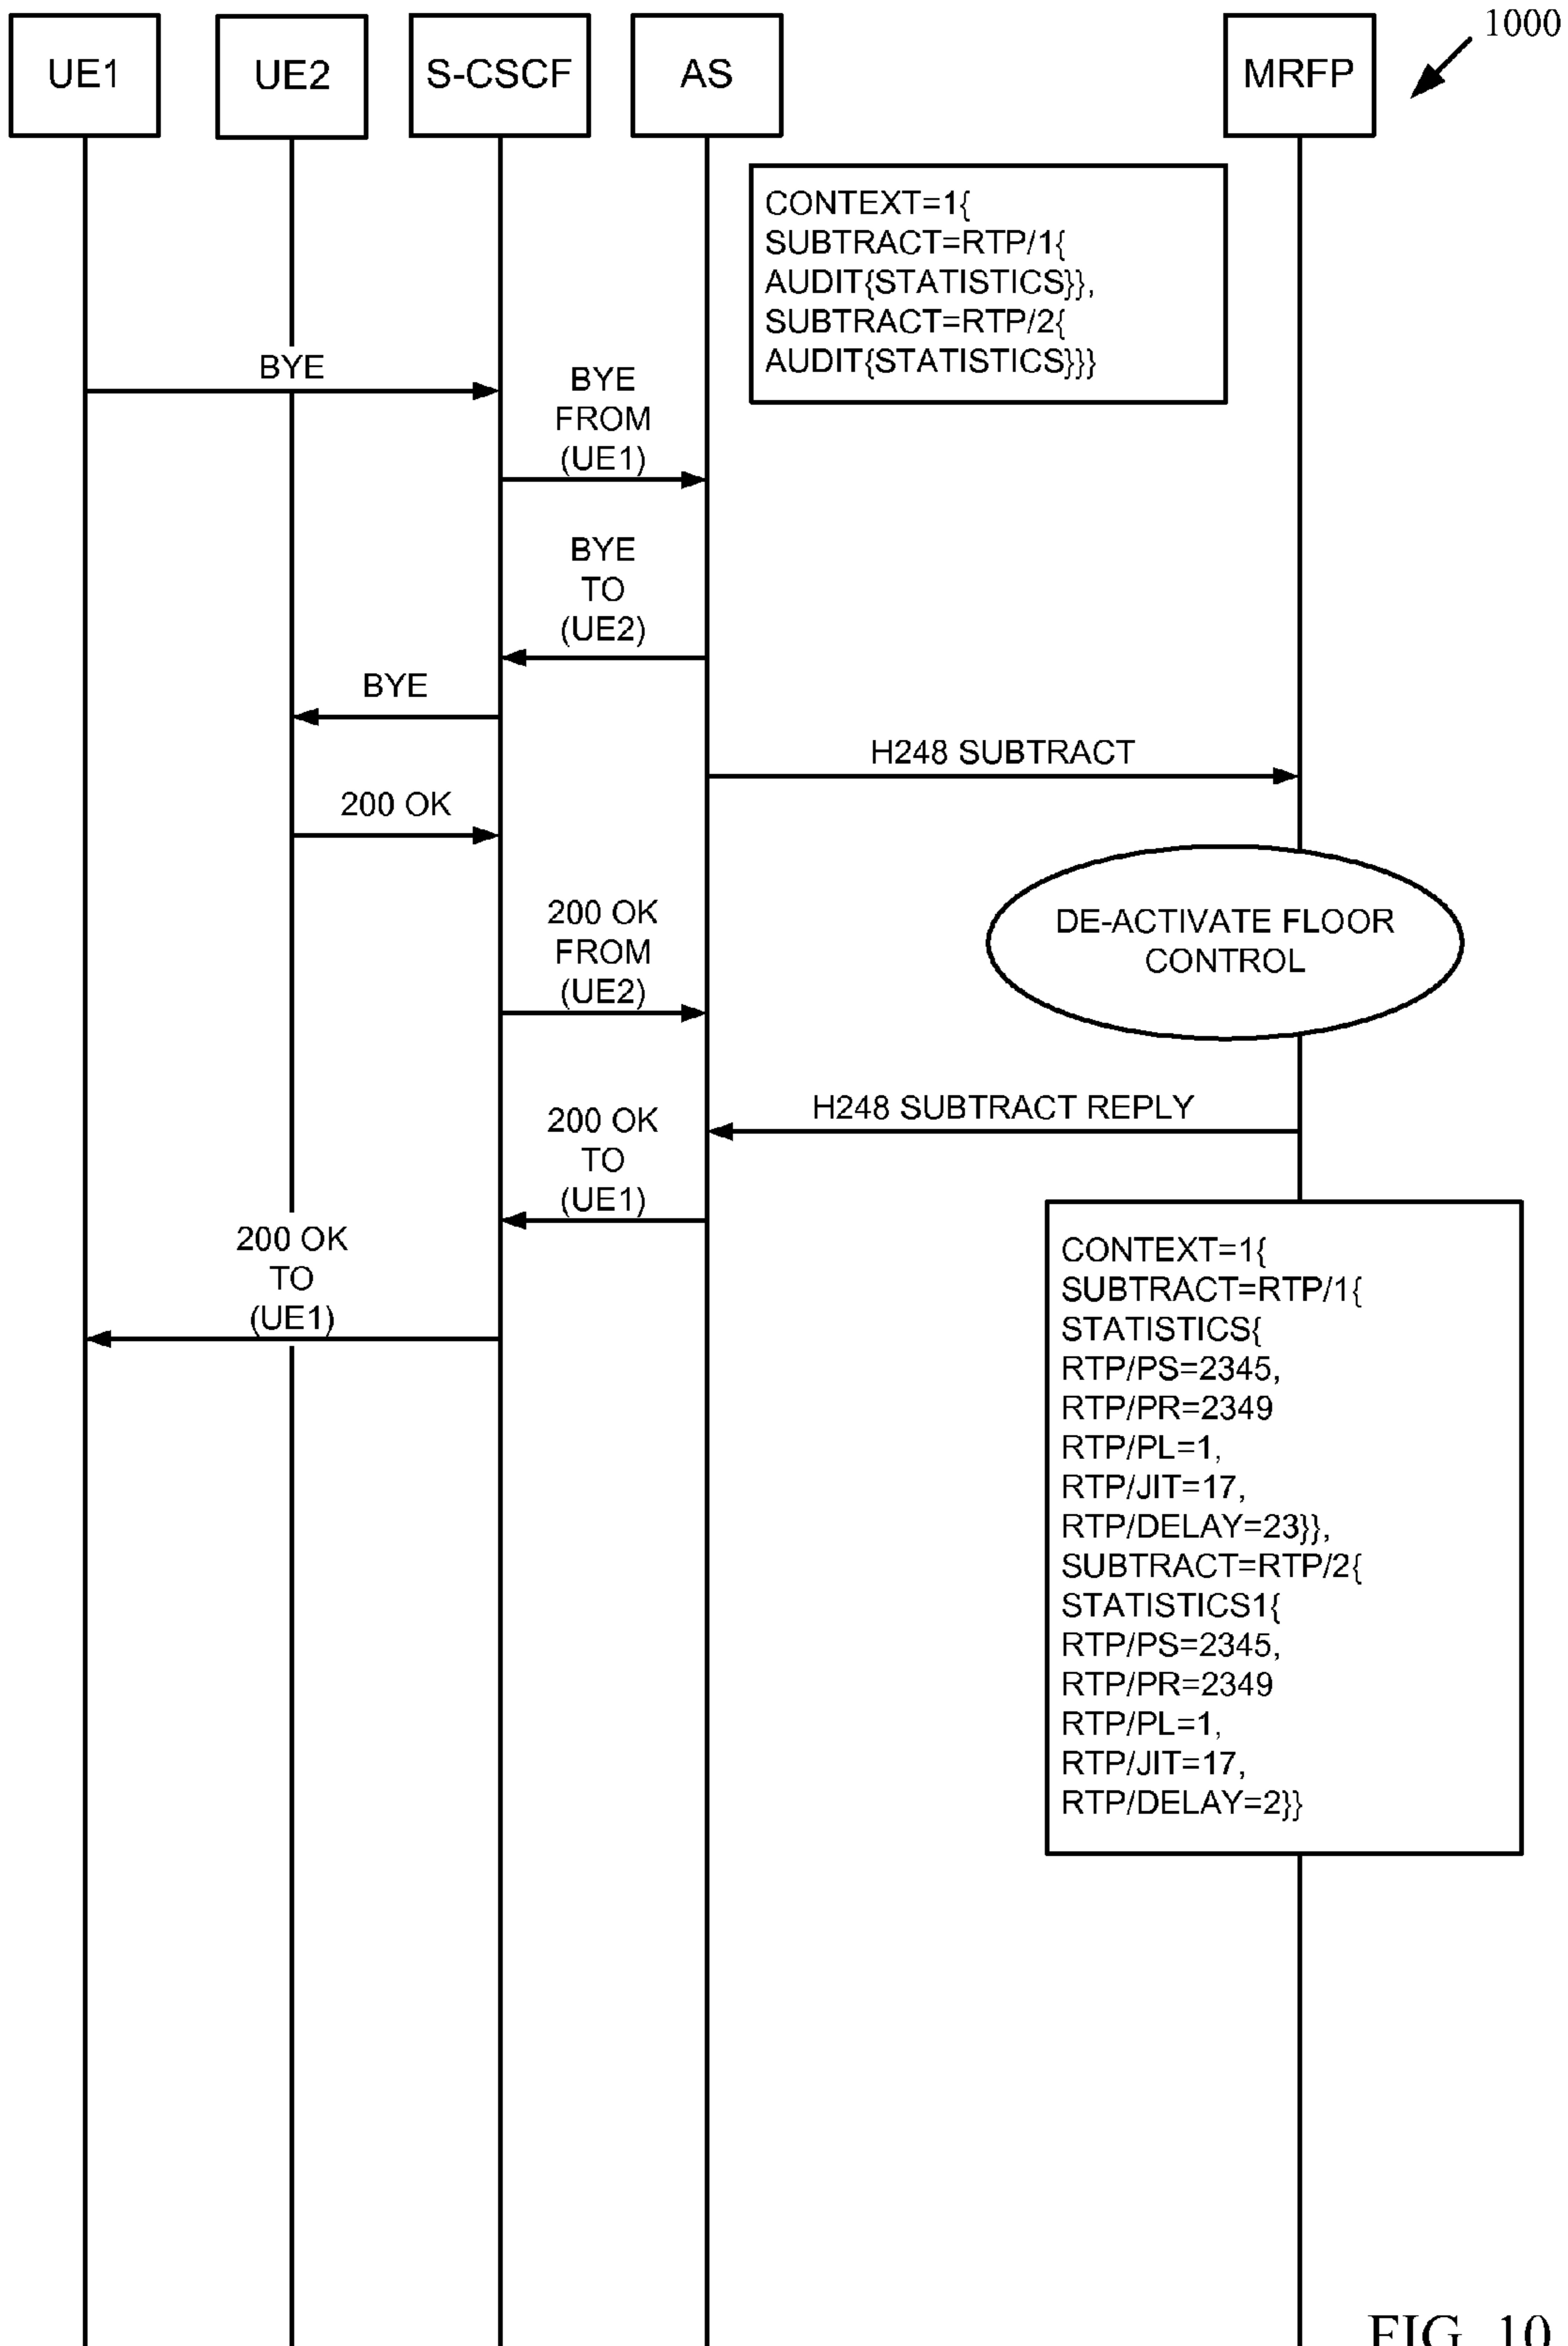 1000
UE1
UE2
S-CSCF
AS
MRFP
CONTEXT=1{
SUBTRACT=RTP/1{
AUDIT{STATISTICS}},
SUBTRACT=RTP/2{
AUDIT{STATISTICS}}}
BYE
BYE
FROM
(UE1)
BYE
TO
(UE2)
BYE
H248 SUBTRACT
200 OK
200 OK
FROM
(UE2)
DE-ACTIVATE FLOOR
CONTROL
H248 SUBTRACT REPLY
200 OK
TO
(UE1)
200 OK
TO
(UE1)
CONTEXT=1{
SUBTRACT=RTP/1{
STATISTICS{
RTP/PS=2345,
RTP/PR=2349
RTP/PL=1,
RTP/JIT=17,
RTP/DELAY=23}},
SUBTRACT=RTP/2{
STATISTICS1{
RTP/PS=2345,
RTP/PR=2349
RTP/PL=1,
RTP/JIT=17,
RTP/DELAY=2}}
FIG. 10